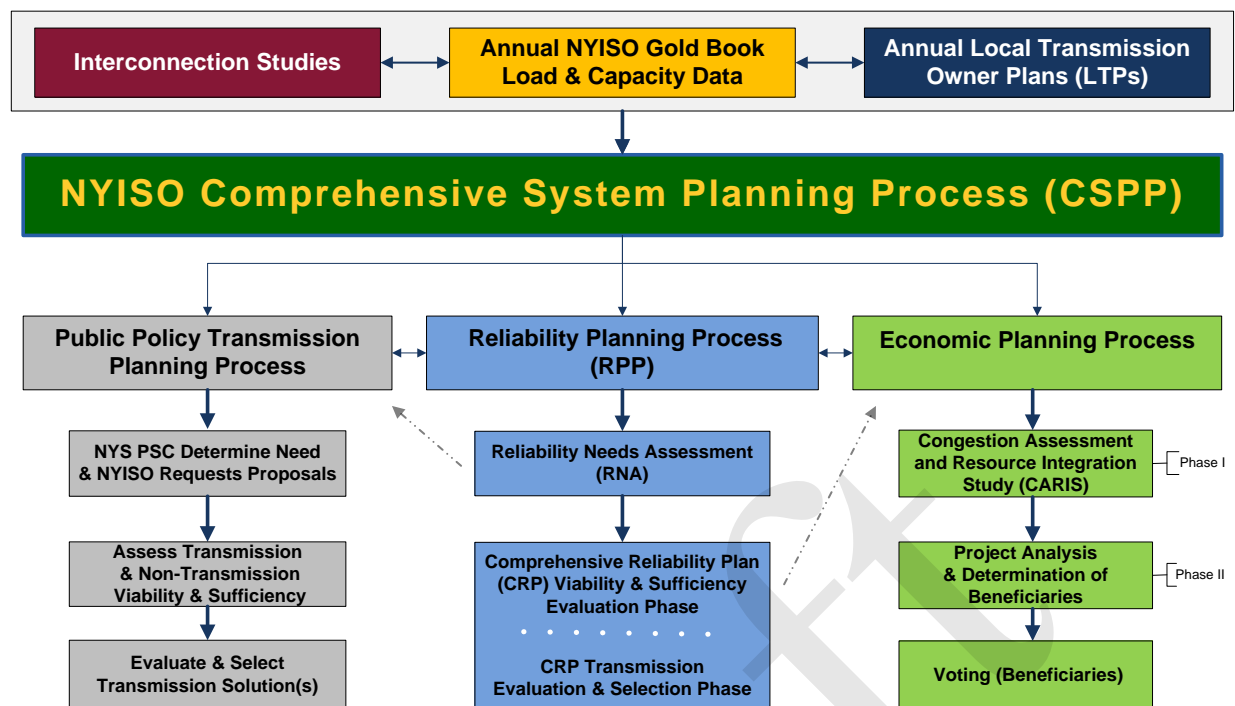 Interconnection Studies
Annual NYISO Gold Book
Load & Capacity Data
Annual Local Transmission
Owner Plans (LTPs)
NYISO Comprehensive System Planning Process (CSPP)
Public Policy Transmission
Planning Process
Reliability Planning Process
(RPP)
Economic Planning Process
NYS PSC Determine Need
& NYISO Requests Proposals
Reliability Needs Assessment
(RNA)
Congestion Assessment
and Resource Integration
Study (CARIS)
Phase I
Assess Transmission
& Non-Transmission
Viability & Sufficiency
Comprehensive Reliability Plan
(CRP) Viability & Sufficiency
Evaluation Phase
Project Analysis
& Determination of
Beneficiaries
Phase II
Evaluate & Select
Transmission Solution(s)
CRP Transmission
Evaluation & Selection Phase
Voting (Beneficiaries)
ft